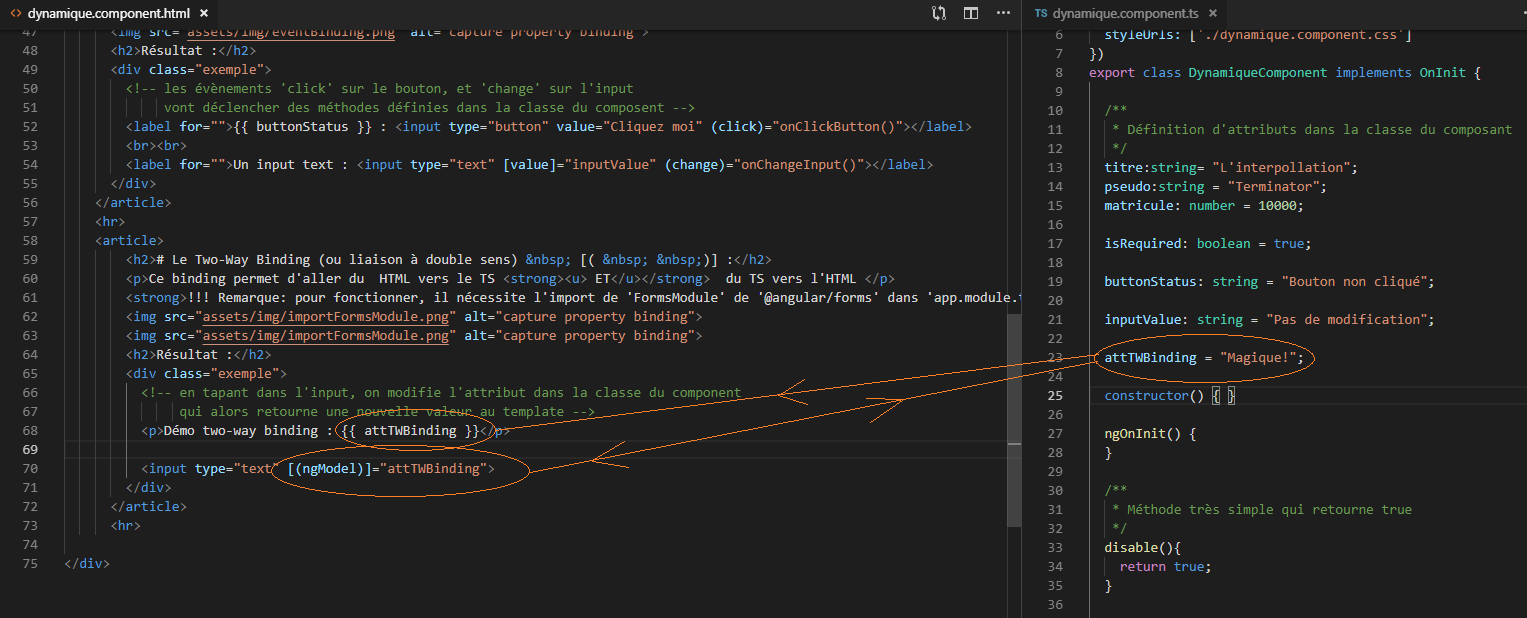 dynamique.component.html
47 <img src="assets/img/eventBinding.png" alt="capture property binding">
48 <h2>Résultat :</h2>
49 <div class="exemple">
50 <!-- les évènements 'click' sur le bouton, et 'change' sur l'input
51 vont déclencher des méthodes définies dans la classe du composent -->
52 <label for="">{{ buttonStatus }} : <input type="button" value="Cliquez moi" (click)="onClickButton()"></label>
53 <br><br>
54 <label for="">Un input text : <input type="text" [value]="inputValue" (change)="onChangeInput()"></label>
55 </div>
56 </article>
57 <hr>
58 <article>
59 <h2># Le Two-Way Binding (ou liaison à double sens) &nbsp; [( &nbsp; &nbsp;)] :</h2>
60 <p>Ce binding permet d'aller du  HTML vers le TS <strong><u> ET</u></strong>  du TS vers l'HTML </p>
61 <strong>!!! Remarque: pour fonctionner, il nécessite l'import de 'FormsModule' de '@angular/forms' dans 'app.module.
62 <img src="assets/img/importFormsModule.png" alt="capture property binding">
63 <img src="assets/img/importFormsModule.png" alt="capture property binding">
64 <h2>Résultat :</h2>
65 <div class="exemple">
66 <!-- en tapant dans l'input, on modifie l'attribut dans la classe du component
67 qui alors retourne une nouvelle valeur au template -->
68 <p>Démo two-way binding : {{ attTWBinding }}</p>
69
70 <input type="text" [(ngModel)]="attTWBinding">
71 </div>
72 </article>
73 <hr>
74
75 </div>
TS dynamique.component.ts
6 styleUrls: ['./dynamique.component.css']
7 })
8 export class DynamiqueComponent implements OnInit {
9
10 /**
11 * Définition d'attributs dans la classe du composant
12 */
13 titre:string= "L'interpollation";
14 pseudo:string = "Terminator";
15 matricule: number = 10000;
16
17 isRequired: boolean = true;
18
19 buttonStatus: string = "Bouton non cliqué";
20
21 inputValue: string = "Pas de modification";
22
23 attTWBinding = "Magique!";
24
25 constructor() { }
26
27 ngOnInit() {
28 }
29
30 /**
31 * Méthode très simple qui retourne true
32 */
33 disable(){
34 return true;
35 }
36